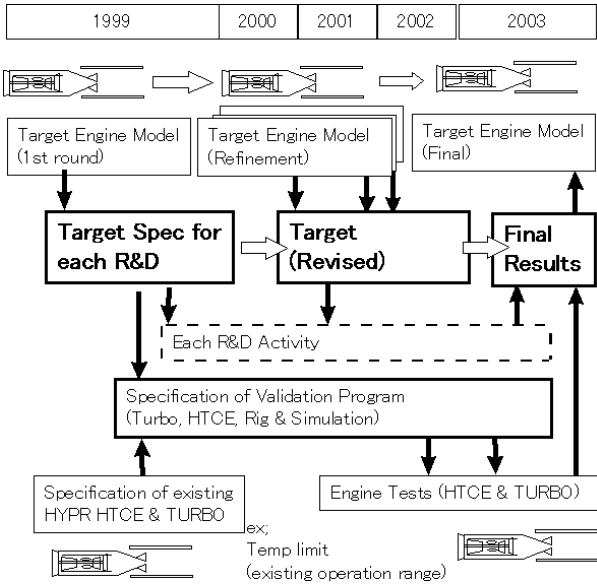 1999
2000
2001
2002
2003
Target Engine Model
(1st round)
Target Engine Model
(Refinement)
Target Engine Model
(Final)
Target Spec for
each R&D
Target
(Revised)
Final
Results
Each R&D Activity
Specification of Validation Program
(Turbo, HTCE, Rig & Simulation)
Specification of existing
HYPR HTCE & TURBO
Engine Tests (HTCE & TURBO)
ex;
Temp limit
(existing operation range)